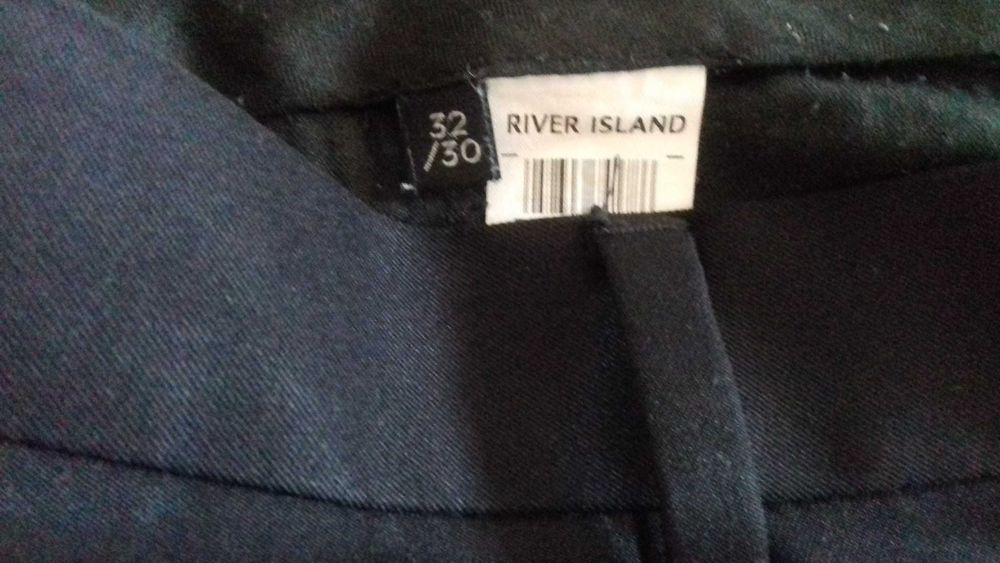 32
/30
RIVER ISLAND